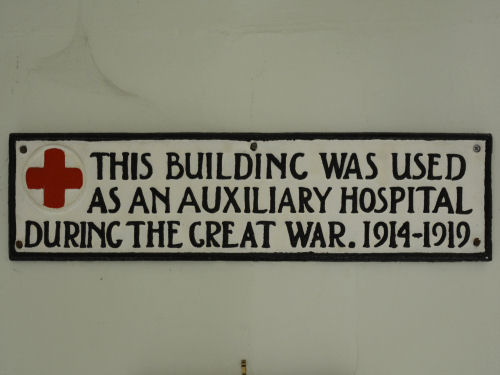 THIS BUILDING WAS USED
AS AN AUXILIARY HOSPITAL
DURING THE GREAT WAR. 1914-1919